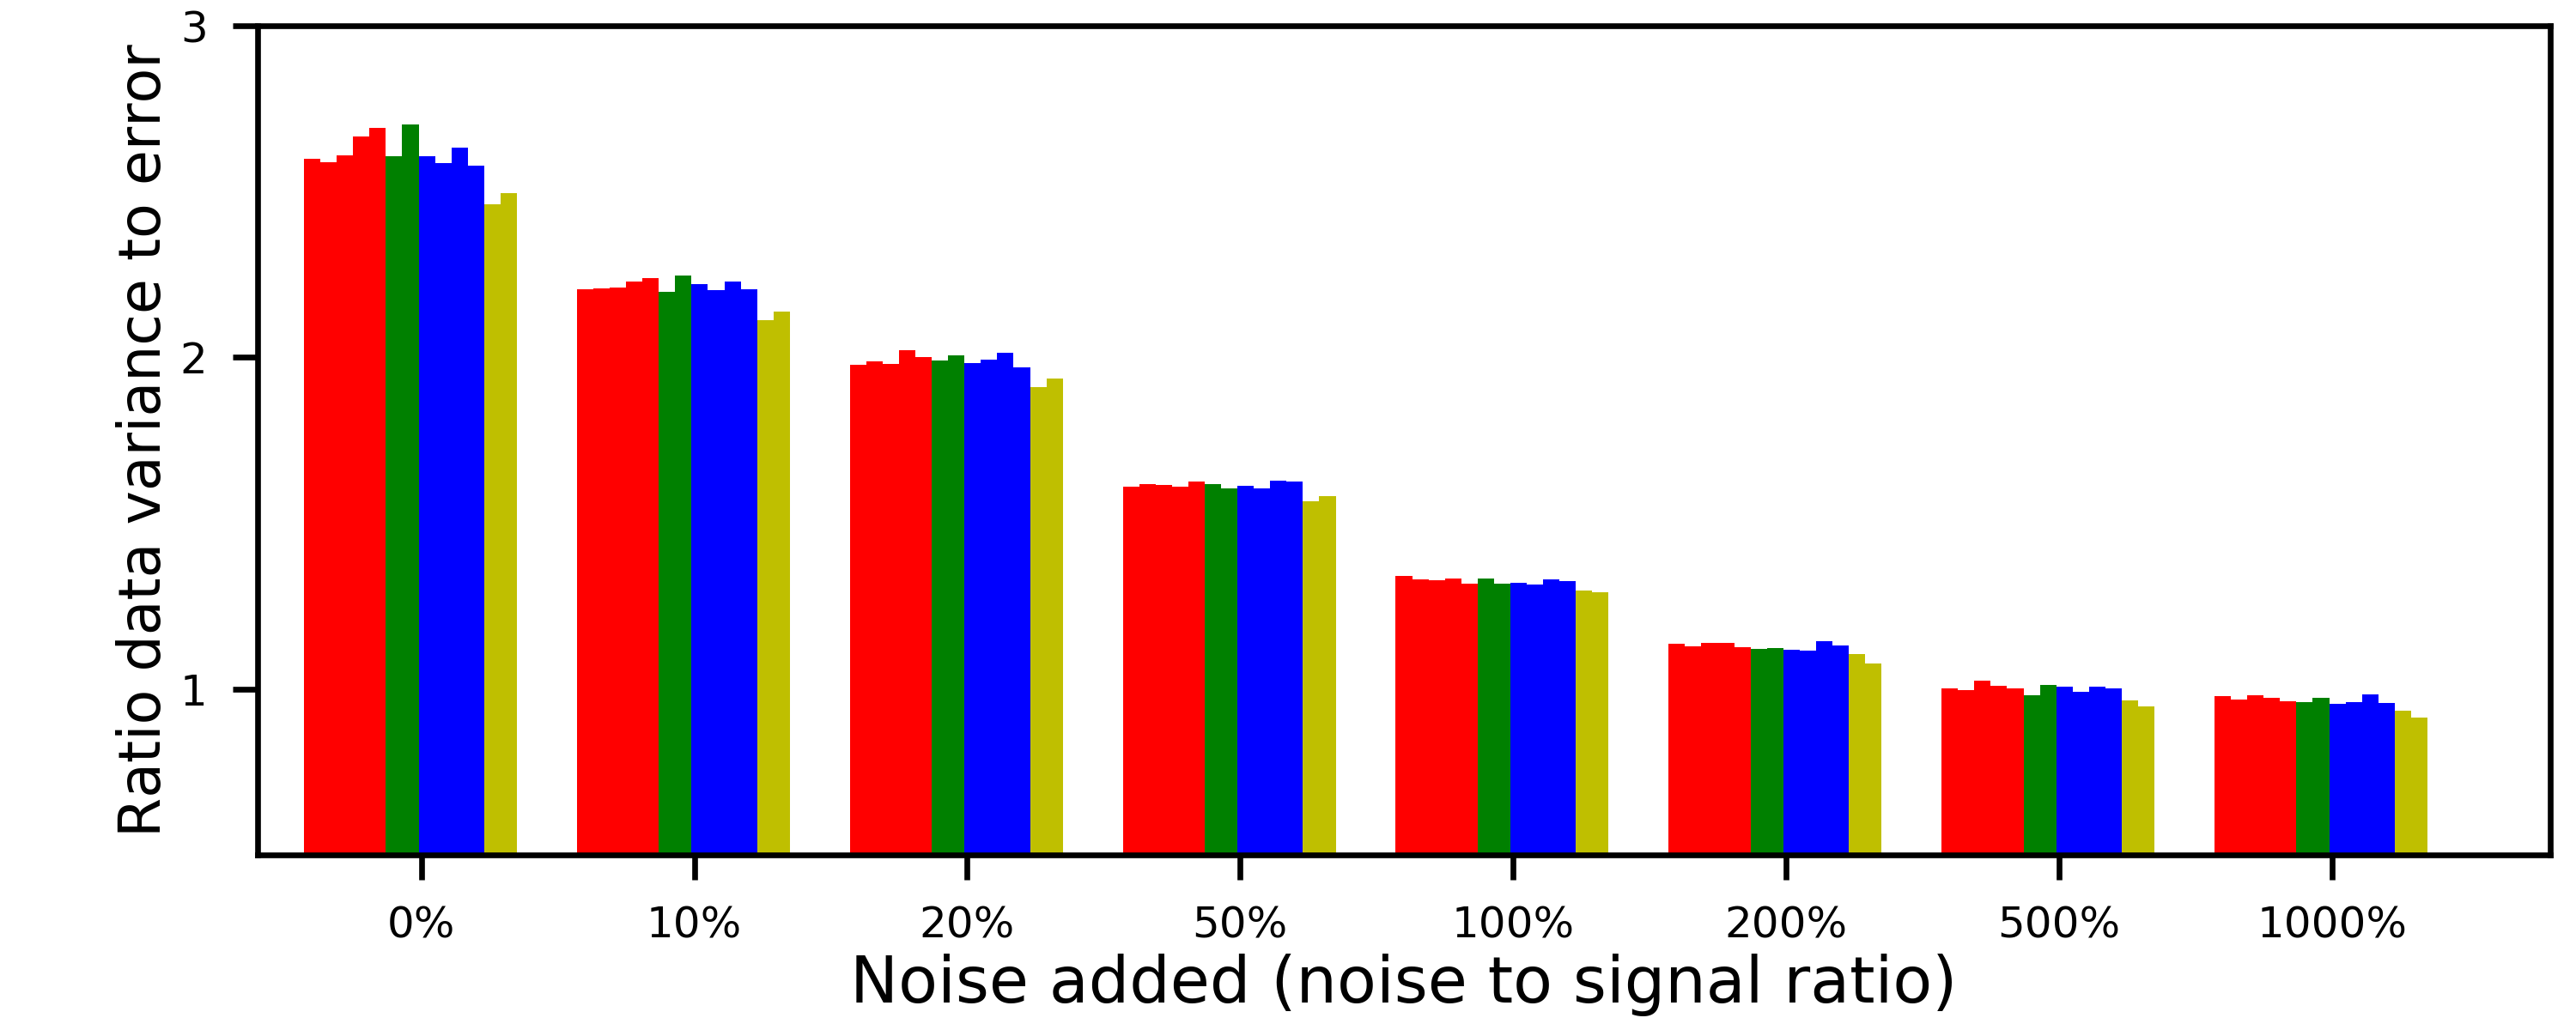 Ratio data variance to error
3
2
1
0% 10% 20% 50% 100% 200% 500% 1000%
Noise added (noise to signal ratio)